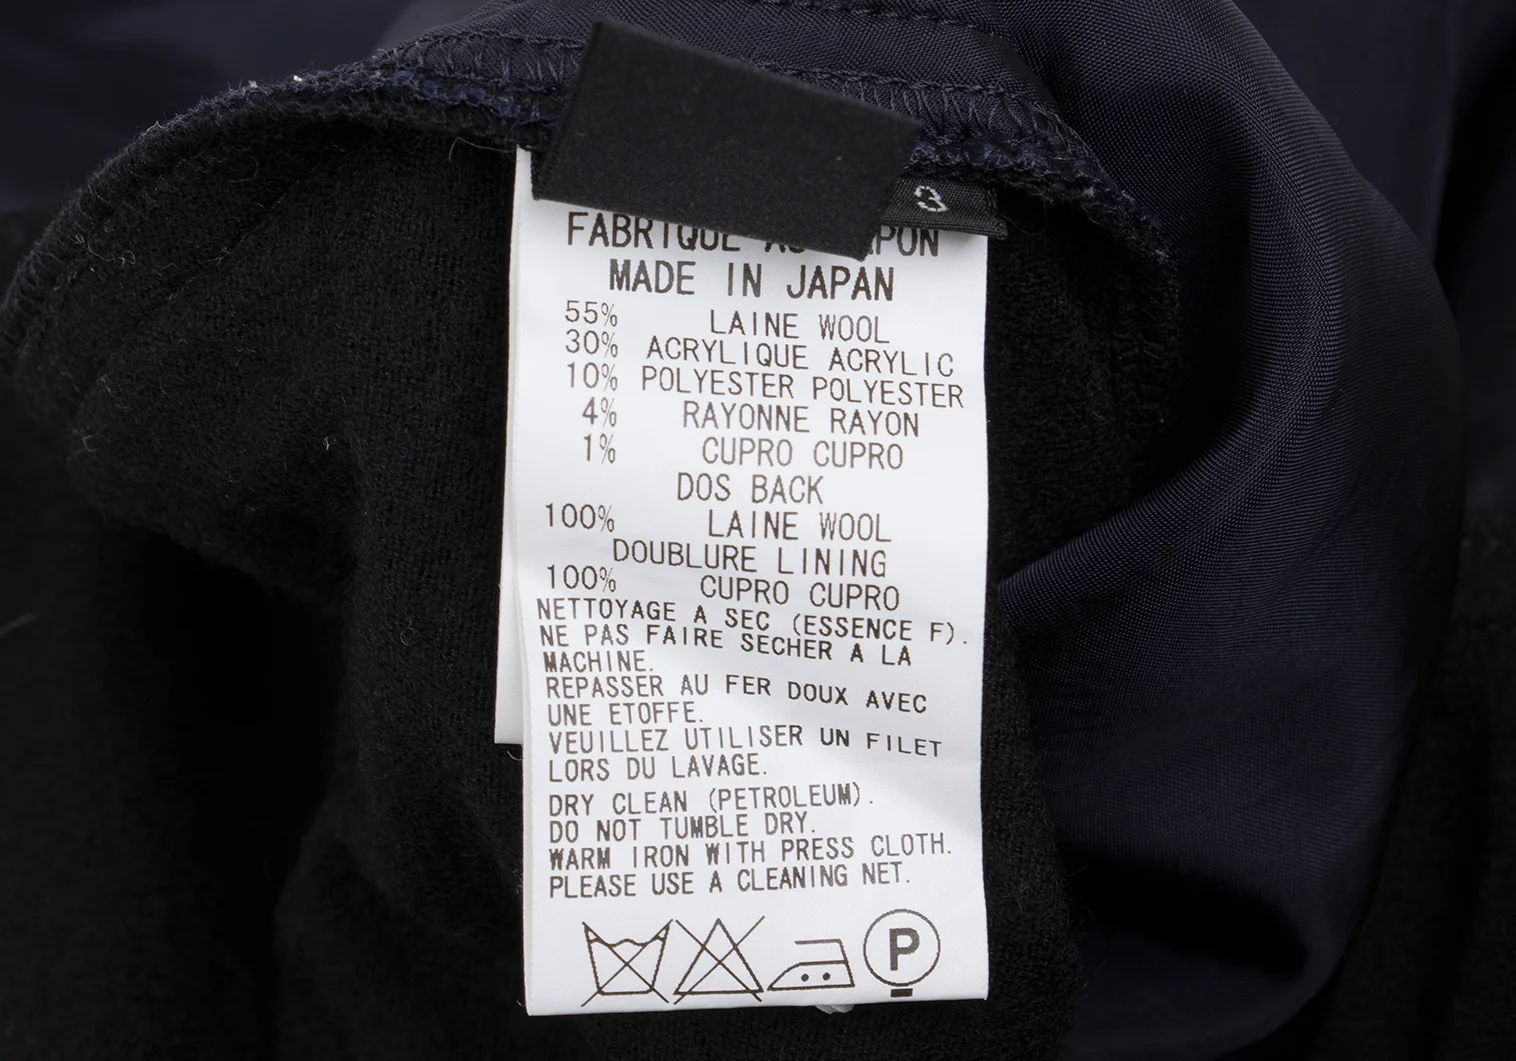 3
FABRIQUE AU JAPON
MADE IN JAPAN
55% LAINE WOOL
30% ACRYLIQUE ACRYLIC
10% POLYESTER POLYESTER
4% RAYONNE RAYON
1% CUPRO CUPRO
DOS BACK
100% LAINE WOOL
DOUBLURE LINING
100% CUPRO CUPRO
NETTOYAGE A SEC (ESSENCE F).
NE PAS FAIRE SECHER A LA
MACHINE.
REPASSER AU FER DOUX AVEC
UNE ETOFFE.
VEUILLEZ UTILISER UN FILET
LORS DU LAVAGE.
DRY CLEAN (PETROLEUM).
DO NOT TUMBLE DRY.
WARM IRON WITH PRESS CLOTH.
PLEASE USE A CLEANING NET.
P